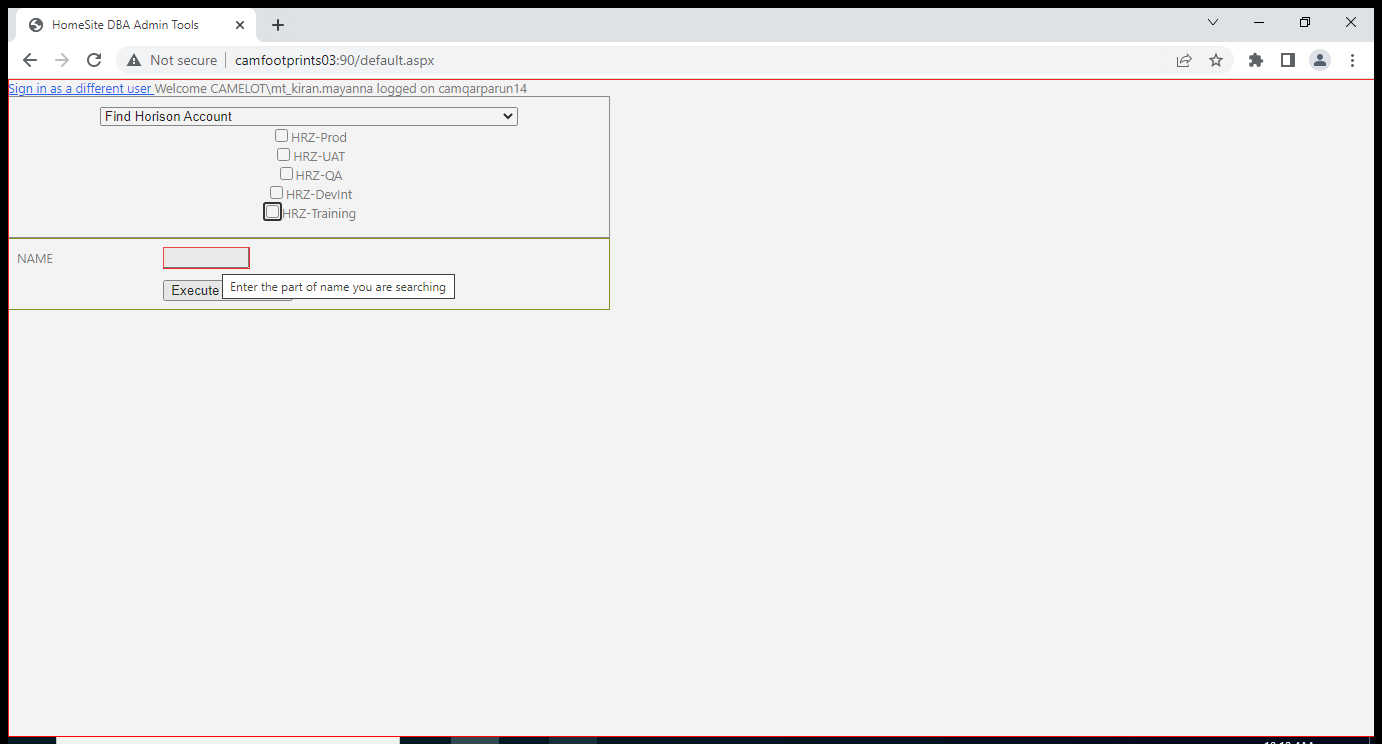 HomeSite DBA Admin Tools
Not secure camfootprints03:90/default.aspx
Sign in as a different user Welcome CAMELOT\mt_kiran.mayanna logged on camqarparun14
Find Horison Account
HRZ-Prod
HRZ-UAT
HRZ-QA
HRZ-DevInt
HRZ-Training
NAME
Execute
Enter the part of name you are searching